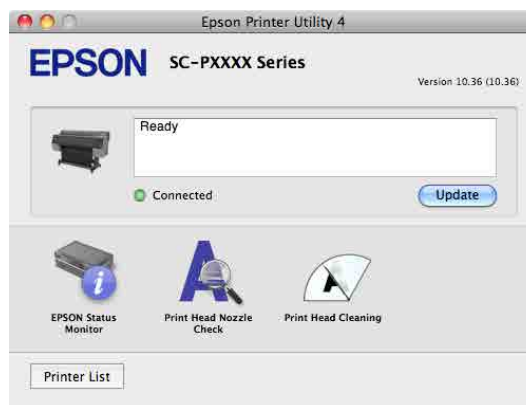 Epson Printer Utility 4
EPSON SC-PXXXX Series
Version 10.36 (10.36)
Ready
Connected
Update
EPSON Status
Monitor
Print Head Nozzle
Check
Print Head Cleaning
Printer List